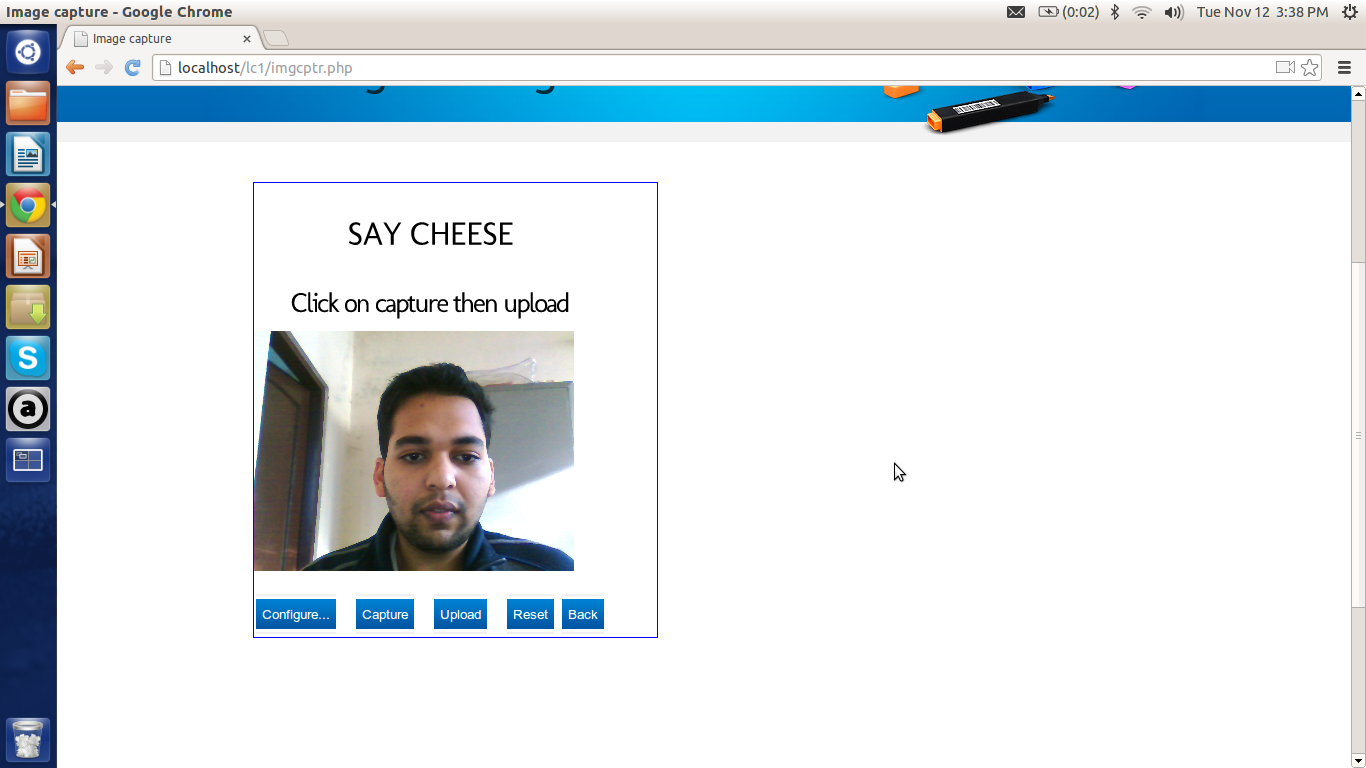 Image capture - Google Chrome
(0:02)
Tue Nov 12 3:38 PM
Image capture
localhost/lc1/imgcptr.php
SAY CHEESE
Click on capture then upload
Configure... Capture Upload Reset Back
S
a